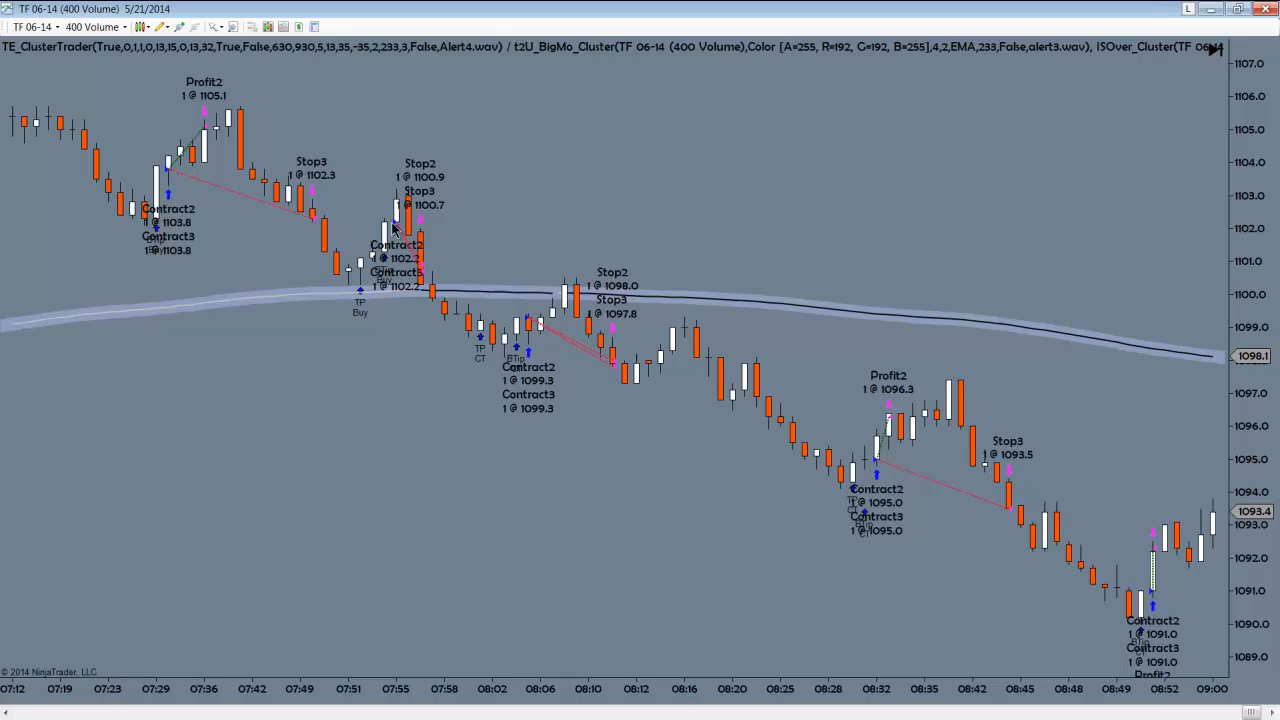 TF 06-14 (400 Volume)  5/21/2014
L
TF 06-14
400 Volume
TE_ClusterTrader(True,0,1,1,0,13,15,0,13,32,True,False,630,930,5,13,35,-35,2,233,3,False,Alert4.wav) / t2U_BigMo_Cluster(TF 06-14 (400 Volume),Color [A=255, R=192, G=192, B=255],4,2,EMA,233,False,alert3.wav), ISOver_Cluster(TF 06-14
1107.0
1106.0
1105.0
1104.0
1103.0
1102.0
1101.0
1100.0
1099.0
1098.1
1097.0
1096.0
1095.0
1094.0
1093.4
1093.0
1092.0
1091.0
1090.0
1089.0
Profit2
1 @ 1105.1
Contract2
1 @ 1103.8
Contract3
1 @ 1103.8
Stop3
1 @ 1102.3
TP
Buy
Stop2
1 @ 1100.9
Stop3
1 @ 1100.7
Contract2
1 @ 1102.2
Contract3
1 @ 1102.2
TP
CT
BTip
Contract2
1 @ 1099.3
Contract3
1 @ 1099.3
Stop2
1 @ 1098.0
Stop3
1 @ 1097.8
Profit2
1 @ 1096.3
Contract2
1 @ 1095.0
Contract3
1 @ 1095.0
Stop3
1 @ 1093.5
Contract2
1 @ 1091.0
Contract3
1 @ 1091.0
Profit2
© 2014 NinjaTrader, LLC
07:12 07:19 07:23 07:29 07:36 07:42 07:49 07:51 07:55 07:58 08:02 08:06 08:10 08:12 08:16 08:20 08:25 08:28 08:32 08:35 08:42 08:45 08:48 08:49 08:52 09:00